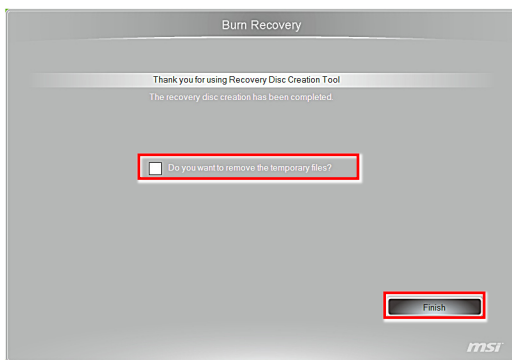 Burn Recovery
Thank you for using Recovery Disc Creation Tool
The recovery disc creation has been completed.
Do you want to remove the temporary files?
Finish
msi